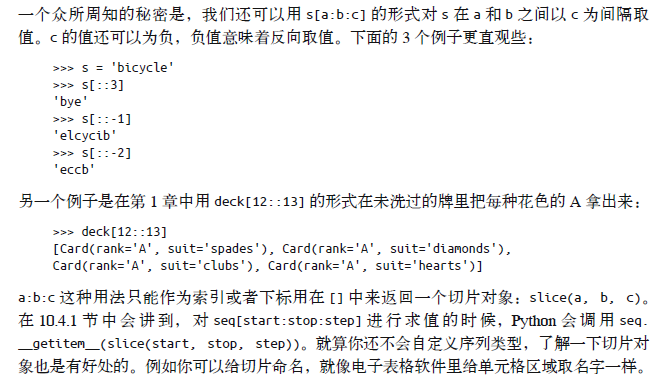 一个众所周知的秘密是，我们还可以用 s[a:b:c] 的形式对 s 在 a 和 b 之间以 c 为间隔取
值。c 的值还可以为负，负值意味着反向取值。下面的 3 个例子更直观些：
>>> s = 'bicycle'
>>> s[::3]
'bye'
>>> s[::-1]
'elcycib'
>>> s[::-2]
'eccb'
另一个例子是在第 1 章中用 deck[12::13] 的形式在未洗过的牌里把每种花色的 A 拿出来：
>>> deck[12::13]
[Card(rank='A', suit='spades'), Card(rank='A', suit='diamonds'),
Card(rank='A', suit='clubs'), Card(rank='A', suit='hearts')]
a:b:c 这种用法只能作为索引或者下标用在 [] 中来返回一个切片对象：slice(a, b, c)。
在 10.4.1 节中会讲到，对 seq[start:stop:step] 进行求值的时候，Python 会调用 seq.
__getitem__(slice(start, stop, step))。就算你还不会自定义序列类型，了解一下切片对
象也是有好处的。例如你可以给切片命名，就像电子表格软件里给单元格区域取名字一样。